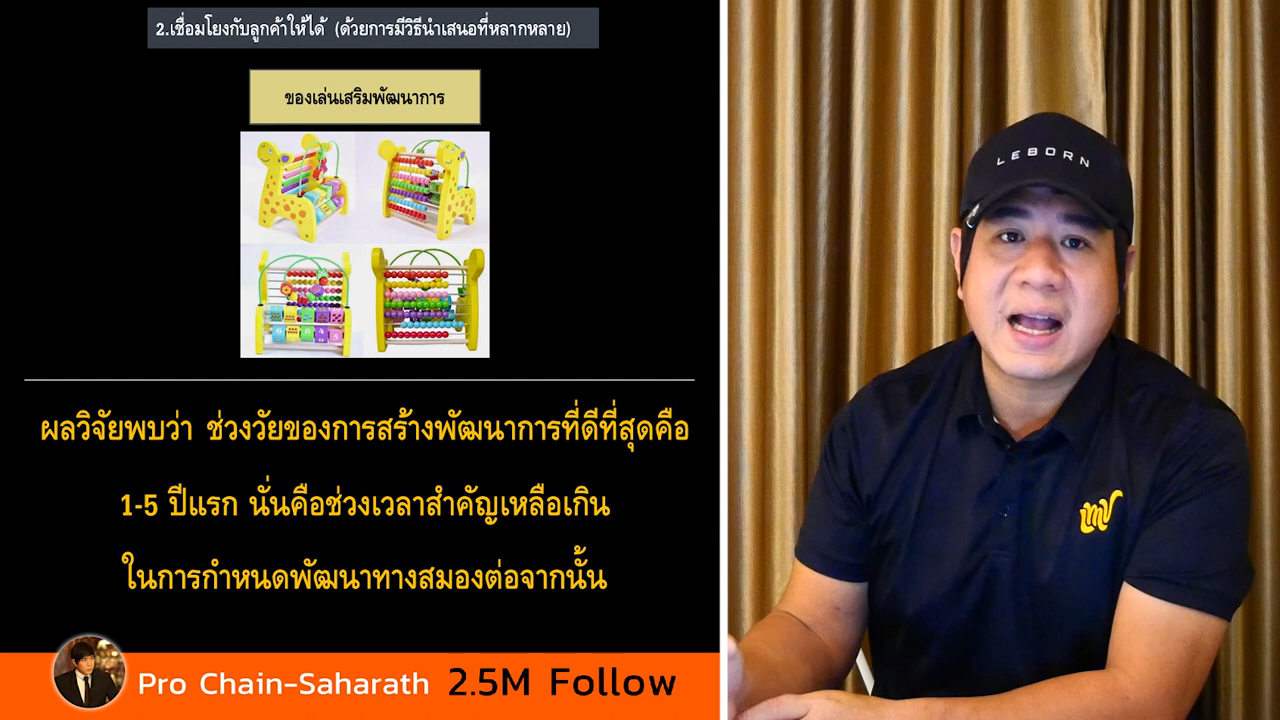 2.เชื่อมโยงกับลูกค้าให้ได้ (ด้วยการมีวิธีนำเสนอที่หลากหลาย)
ของเล่นเสริมพัฒนาการ
ผลวิจัยพบว่า ช่วงวัยของการสร้างพัฒนาการที่ดีที่สุดคือ
1-5 ปีแรก นั่นคือช่วงเวลาสำคัญเหลือเกิน
ในการกำหนดพัฒนาทางสมองต่อจากนั้น
Pro Chain-Saharath 2.5M Follow
LEBORN